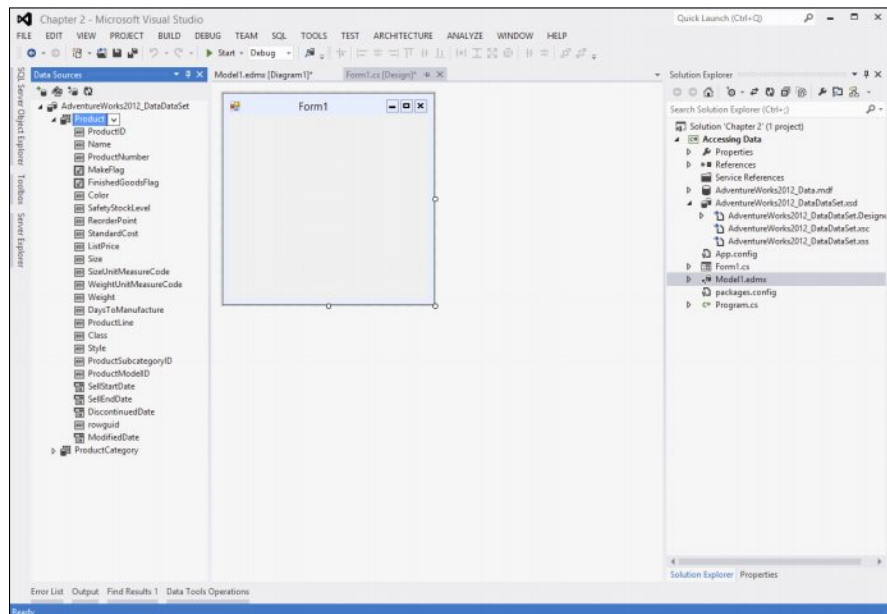 Chapter 2 - Microsoft Visual Studio
Quick Launch (Ctrl+Q)
FILE EDIT VIEW PROJECT BUILD DEBUG TEAM SQL TOOLS TEST ARCHITECTURE ANALYZE WINDOW HELP
Start Debug
SQL Server Object Explorer
Toolbox
Server Explorer
Data Sources
AdventureWorks2012_DataDataSet
Product
ProductID
Name
ProductNumber
MakeFlag
FinishedGoodsFlag
Color
SafetyStockLevel
ReorderPoint
StandardCost
ListPrice
Size
SizeUnitMeasureCode
WeightUnitMeasureCode
Weight
DaysToManufacture
ProductLine
Class
Style
ProductSubcategoryID
ProductModelID
SellStartDate
SellEndDate
DiscontinuedDate
rowguid
ModifiedDate
ProductCategory
Model1.edmx [Diagram1]* Form1.cs [Design]*
Form1
Solution Explorer
Search Solution Explorer (Ctrl+;)
Solution 'Chapter 2' (1 project)
Accessing Data
Properties
References
Service References
AdventureWorks2012_Data.mdf
AdventureWorks2012_DataDataSet.xsd
AdventureWorks2012_DataDataSet.Designe
AdventureWorks2012_DataDataSet.xsc
AdventureWorks2012_DataDataSet.xss
App.config
Form1.cs
Model1.edmx
packages.config
Program.cs
Solution Explorer Properties
Error List Output Find Results 1 Data Tools Operations
Ready